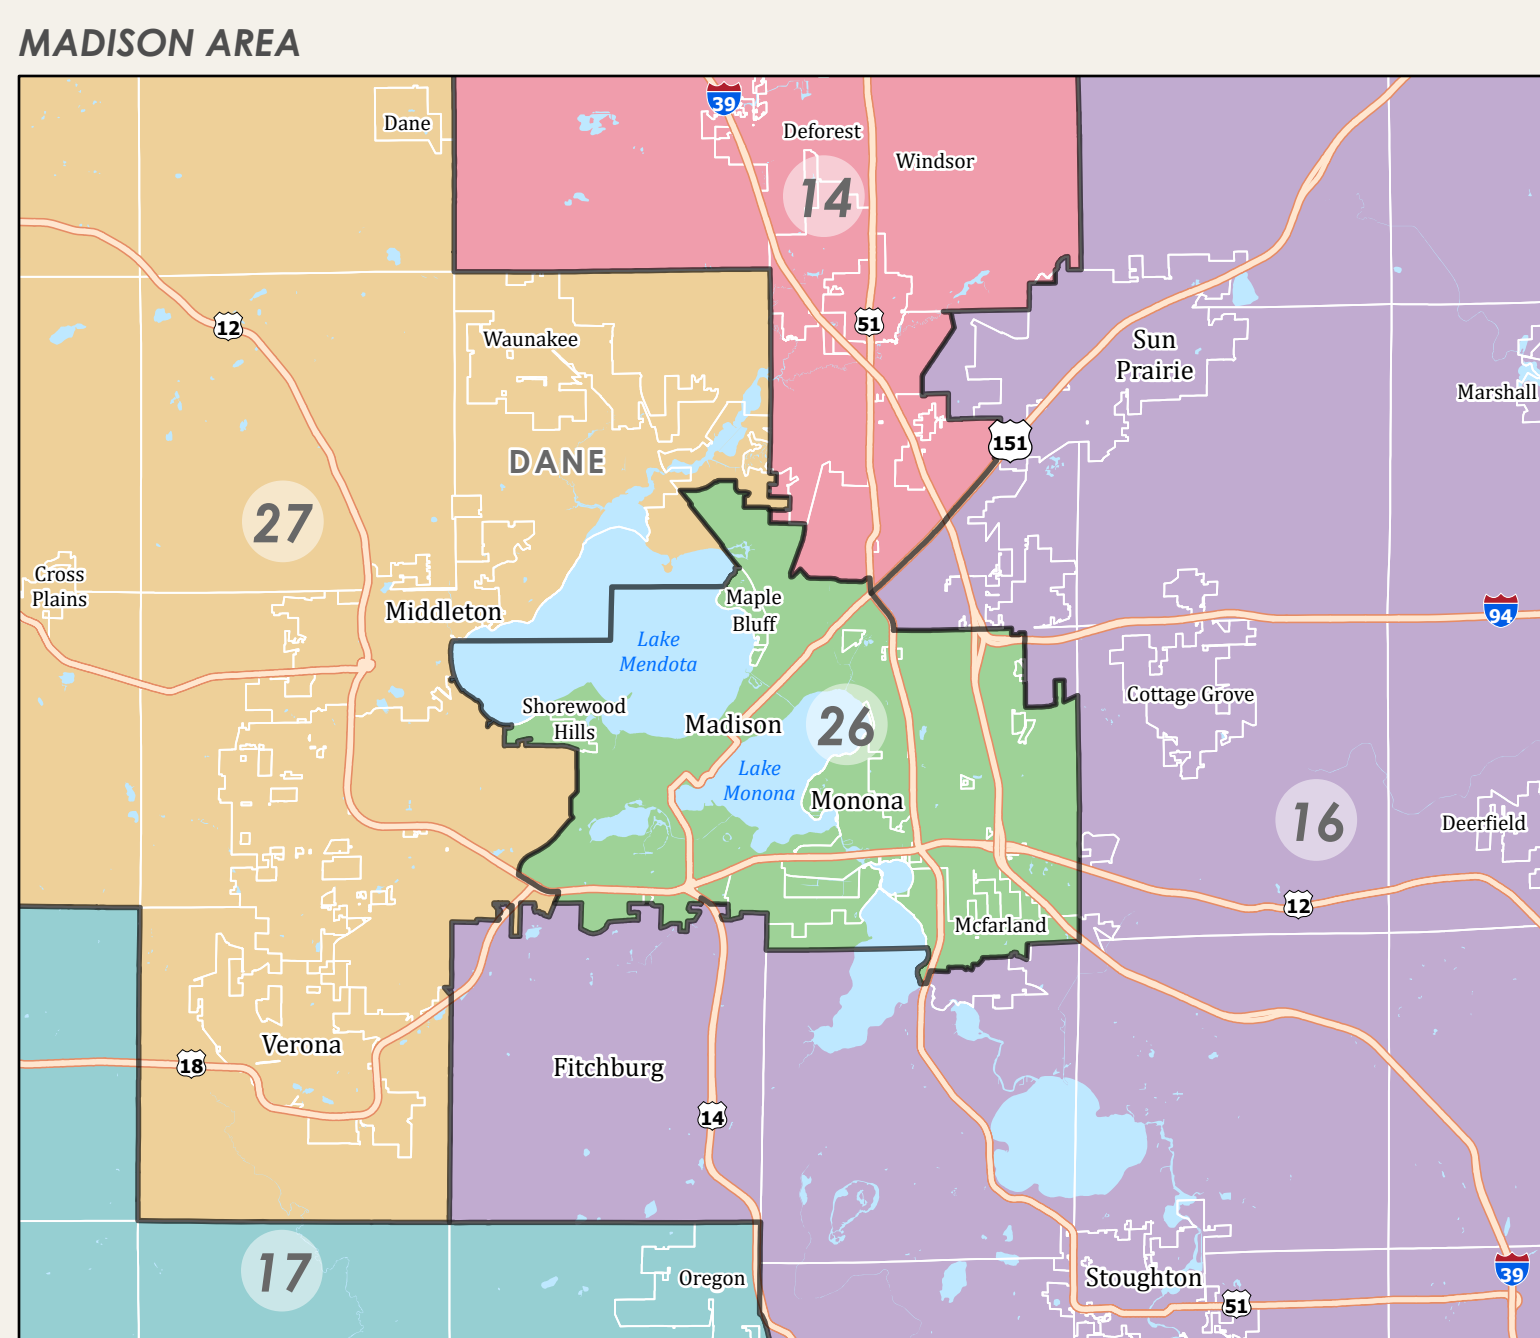 MADISON AREA
39
Dane
Deforest
Windsor
14
12
51
Waunakee
Sun
Prairie
Marshall
DANE
151
27
Cross
Plains
Middleton
Maple
Bluff
94
Lake
Mendota
Shorewood
Hills
Madison
26
Cottage Grove
Lake
Monona
Monona
16
Deerfield
12
Mcfarland
Verona
18
Fitchburg
14
17
Oregon
Stoughton
39
51